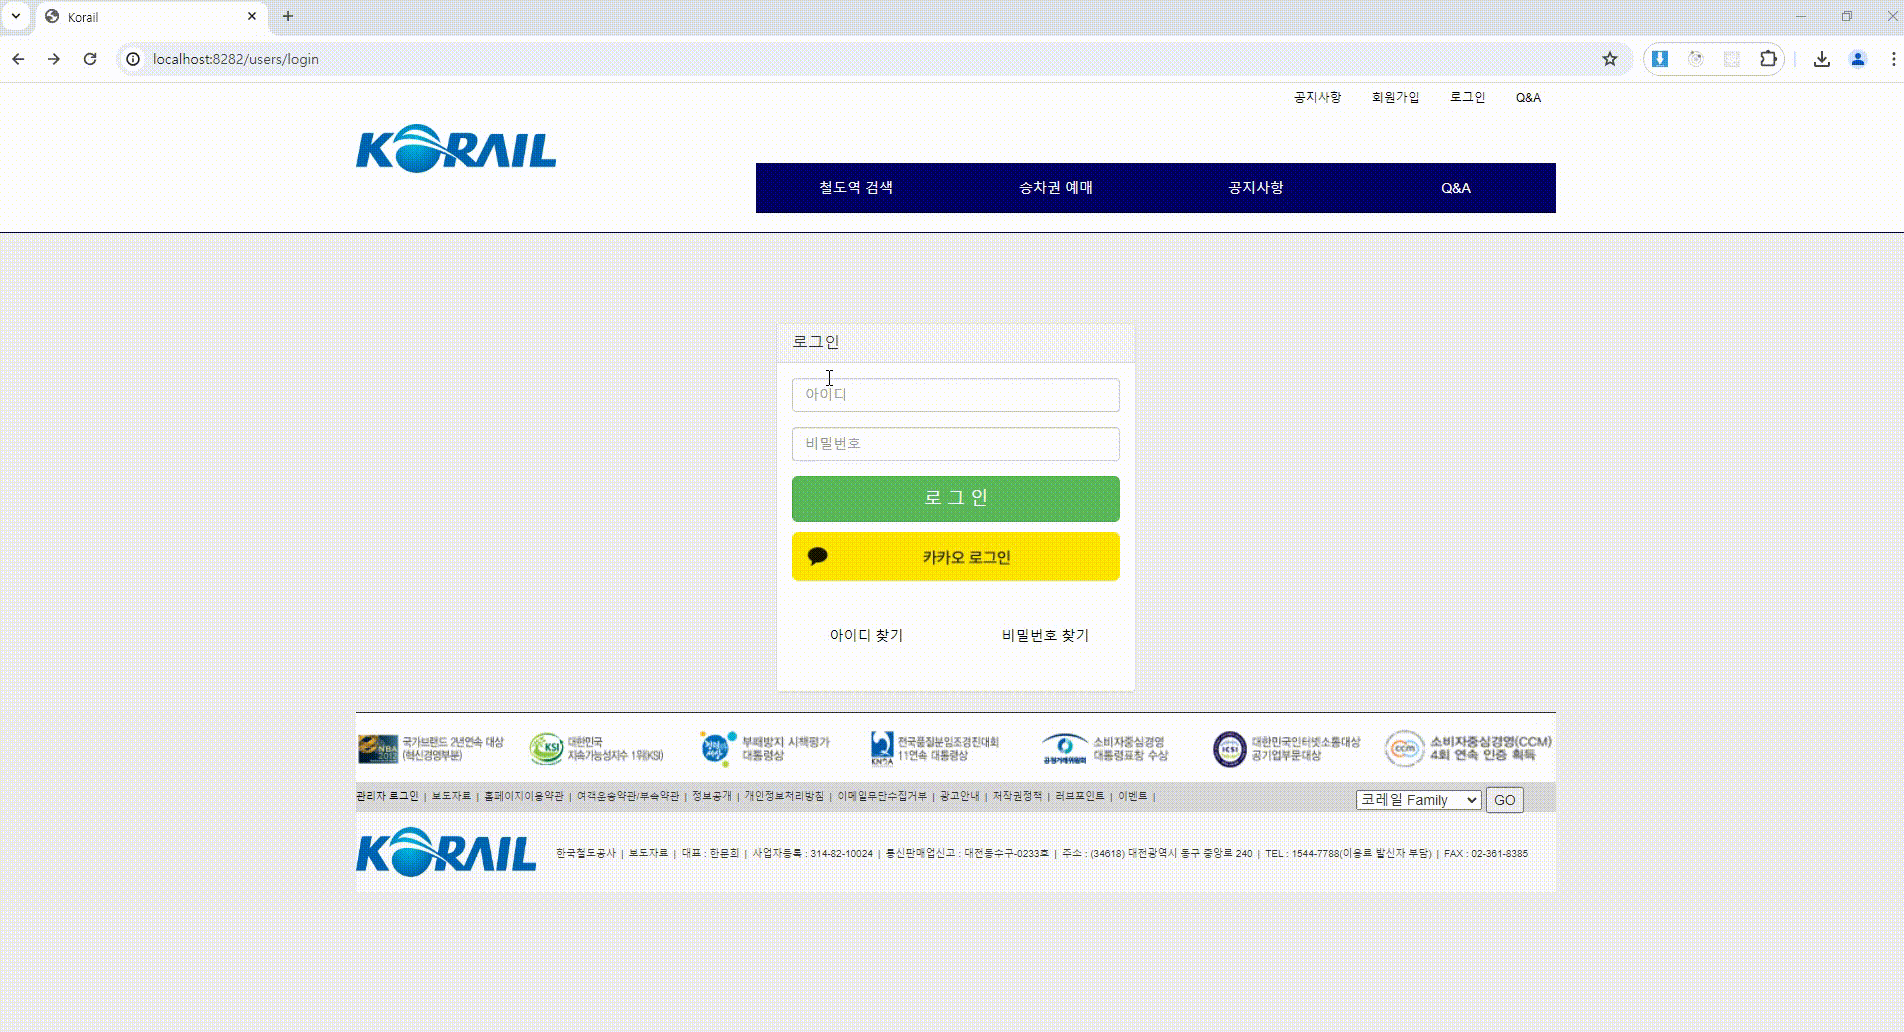 Korail
localhost:8282/users/login
공지사항 회원가입 로그인 Q&A
KORAIL
철도역 검색 승차권 예매 공지사항 Q&A
로그인
아이디
비밀번호
로 그 인
카카오 로그인
아이디 찾기 비밀번호 찾기
국가브랜드 2년연속 대상 대한민국 부패방지 시책평가 전국품질분임조경진대회 소비자중심경영 대한민국인터넷소통대상 소비자중심경영(CCM)
(혁신경영부문) 지속가능성지수 1위(KSI) 대통령상 11연속 대통령상 대통령표창 수상 공기업부문대상 4회 연속 인증 획득
관리자 로그인 | 보도자료 | 홈페이지이용약관 | 여객운송약관/부속약관 | 정보공개 | 개인정보처리방침 | 이메일무단수집거부 | 광고안내 | 저작권정책 | 러브포인트 | 이벤트 | 코레일 Family GO
KORAIL 한국철도공사 | 보도자료 | 대표 : 한문희 | 사업자등록 : 314-82-10024 | 통신판매업신고 : 대전동수구-0233호 | 주소 : (34618) 대전광역시 동구 중앙로 240 | TEL : 1544-7788(이용료 발신자 부담) | FAX : 02-361-8385